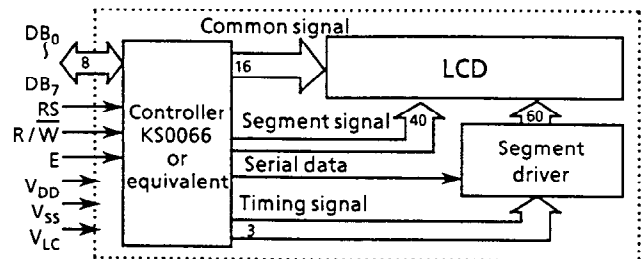 DB0
DB7
8
RS
R / W̅
E
VDD
VSS
VLC
Controller
KS0066
or
equivalent
Common signal
16
LCD
Segment signal
40
60
Serial data
Segment
driver
Timing signal
3